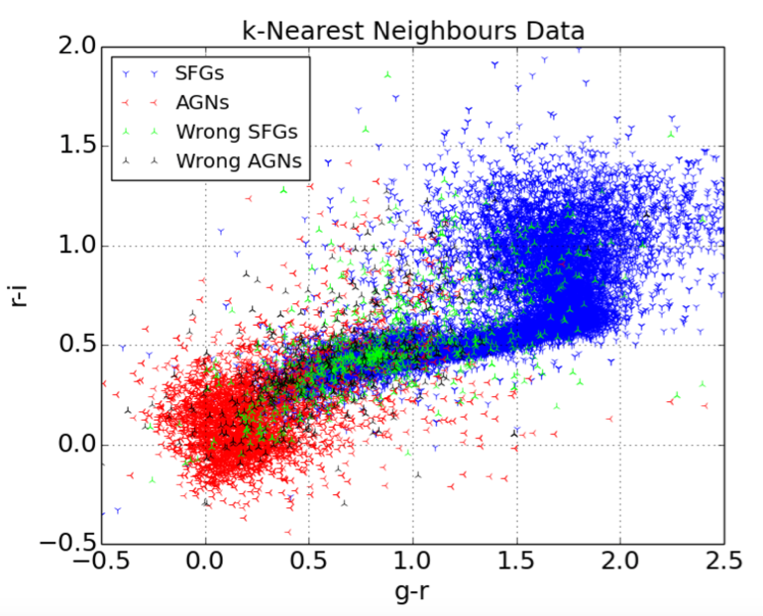 k-Nearest Neighbours Data
2.0
SFGs
AGNs
Wrong SFGs
Wrong AGNs
1.5
1.0
r-i
0.5
0.0
−0.5
−0.5 0.0 0.5 1.0 1.5 2.0 2.5
g-r